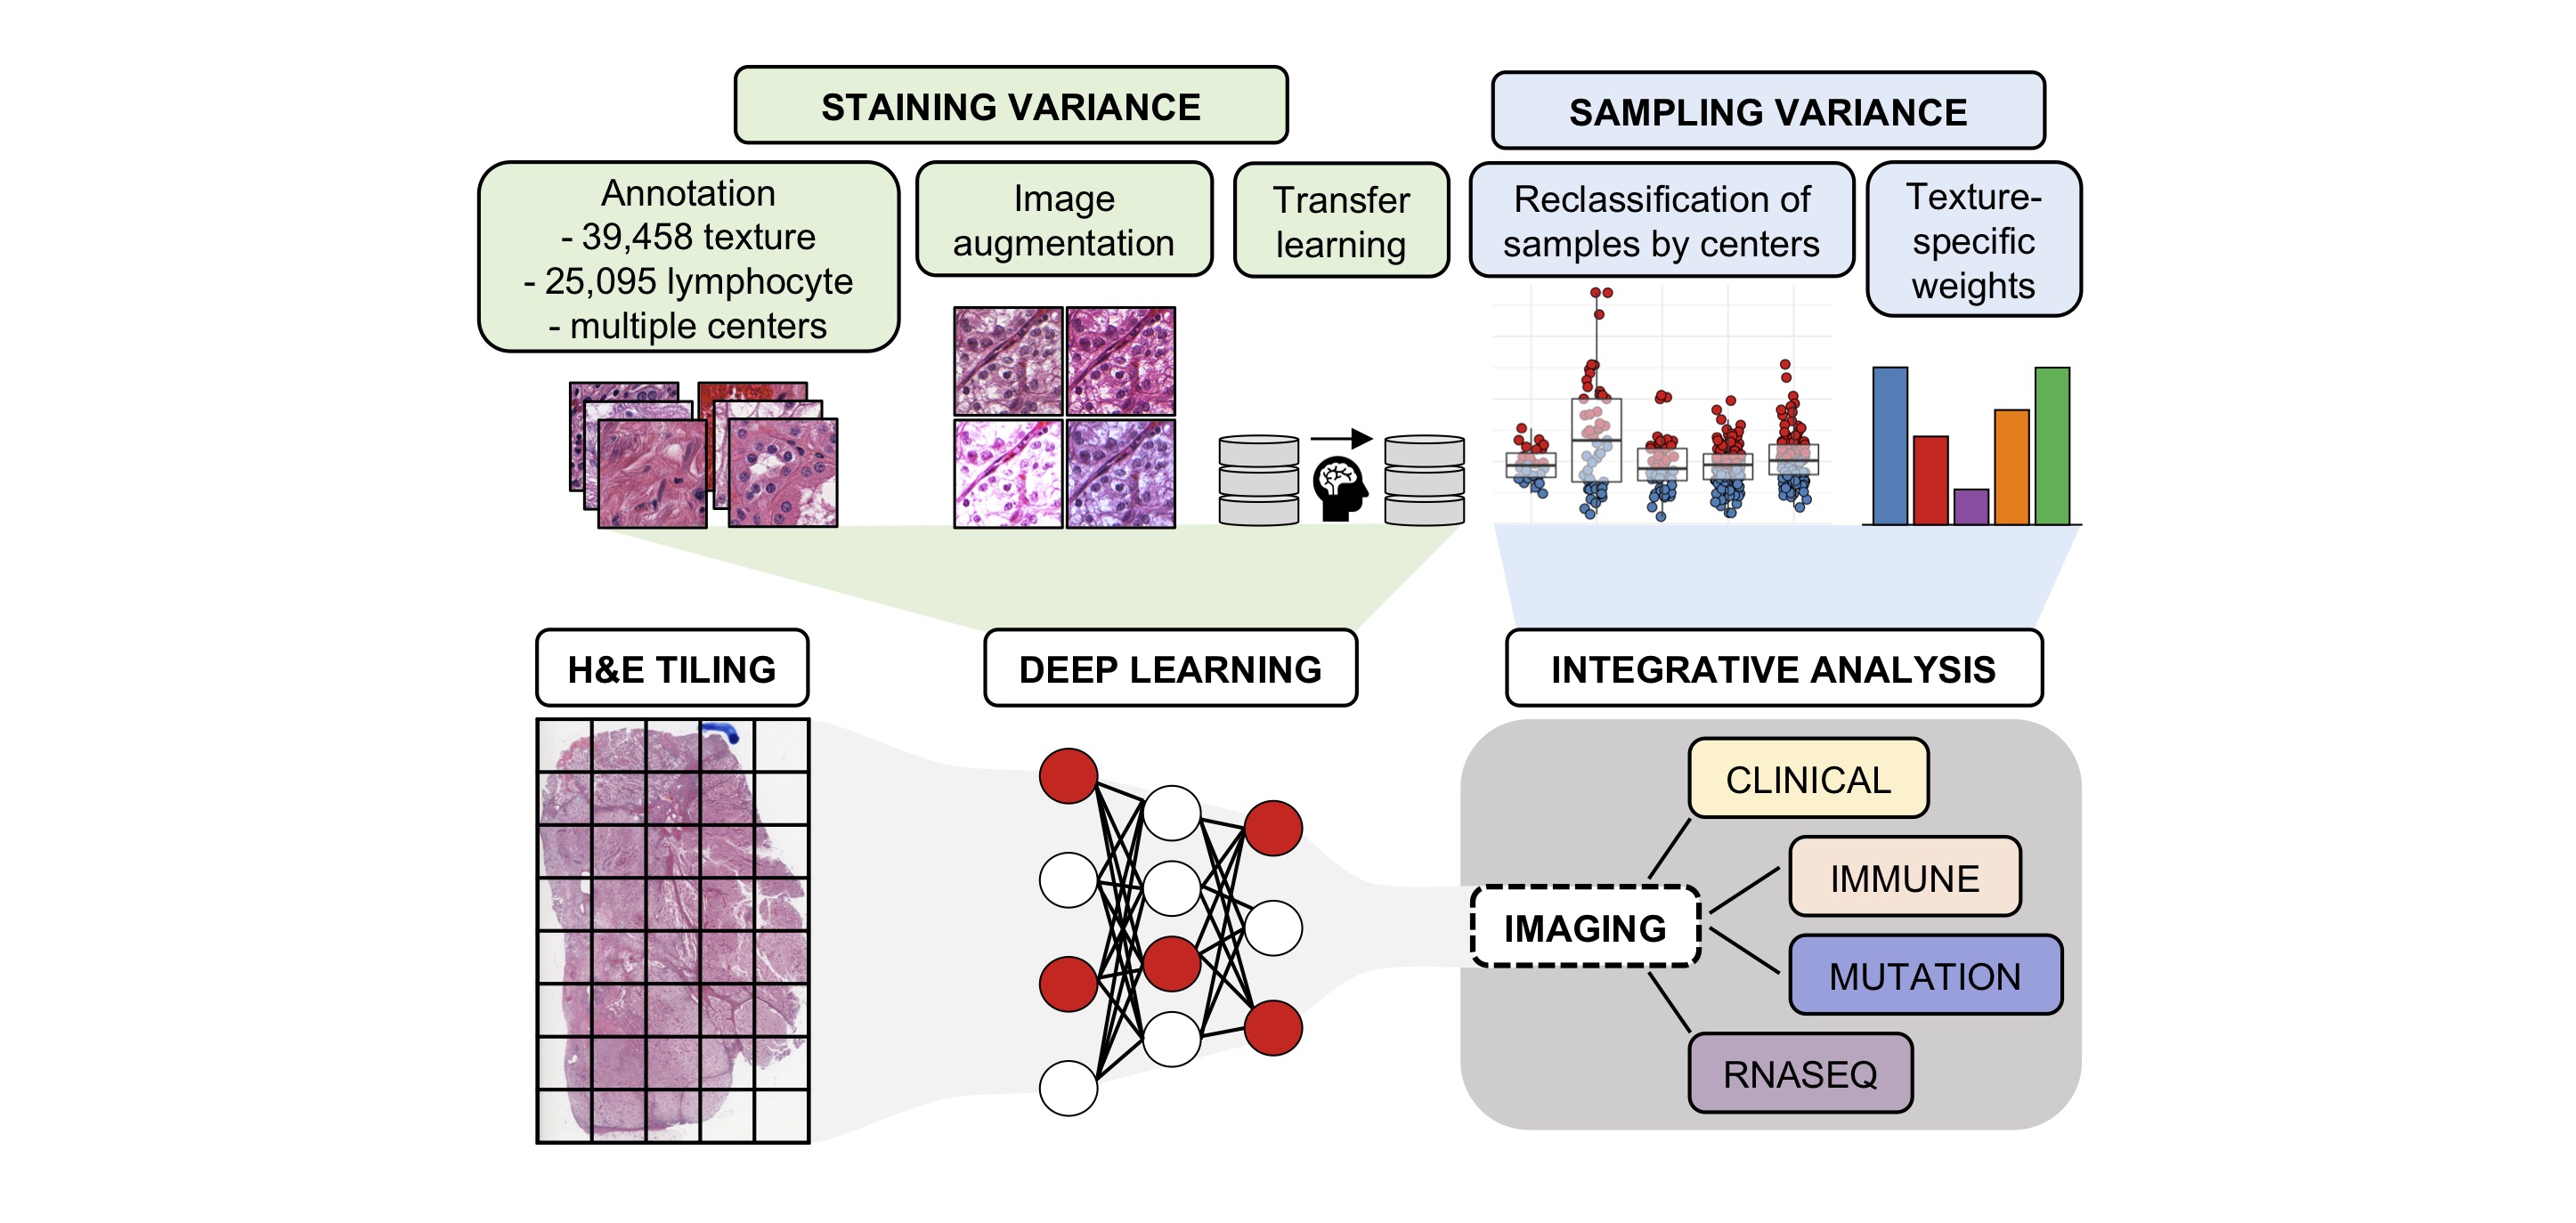 STAINING VARIANCE
SAMPLING VARIANCE
Annotation
- 39,458 texture
- 25,095 lymphocyte
- multiple centers
Image
augmentation
Transfer
learning
Reclassification of
samples by centers
Texture-
specific
weights
H&E TILING
DEEP LEARNING
INTEGRATIVE ANALYSIS
CLINICAL
IMMUNE
IMAGING
MUTATION
RNASEQ